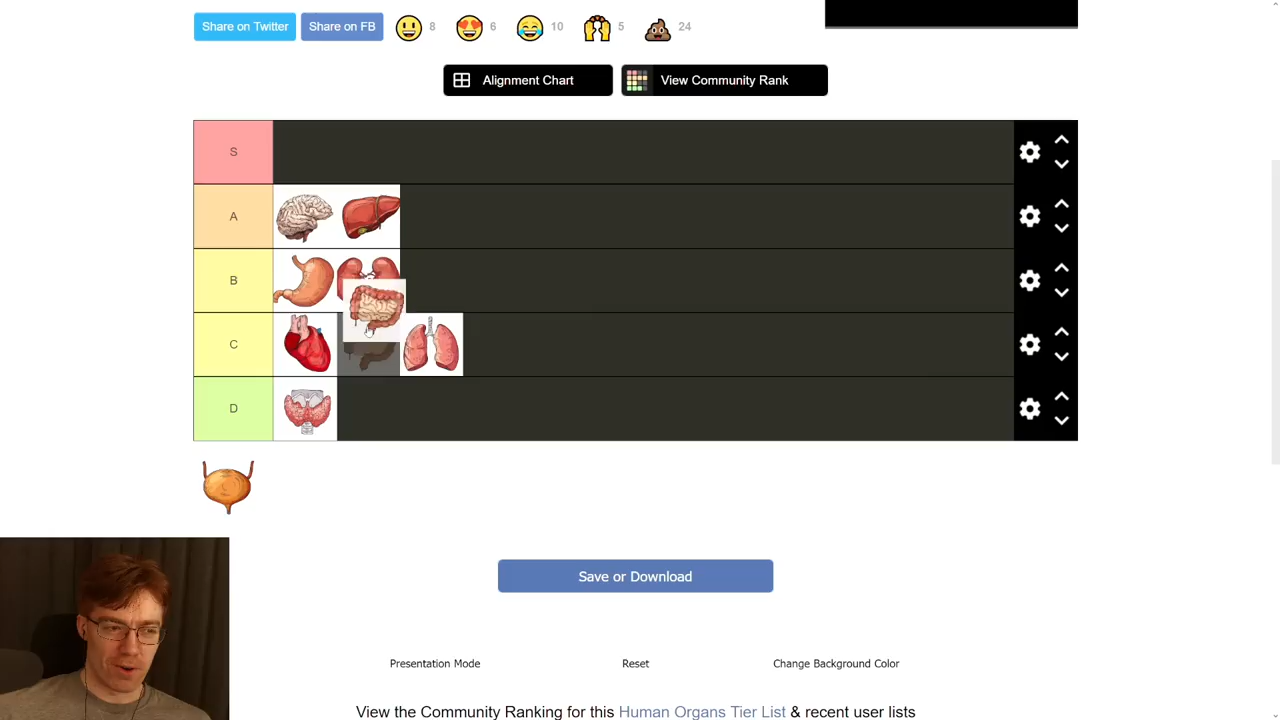 Share on Twitter Share on FB 8 6 10 5 24
Alignment Chart View Community Rank
S
A
B
C
D
Save or Download
Presentation Mode Reset Change Background Color
View the Community Ranking for this Human Organs Tier List & recent user lists